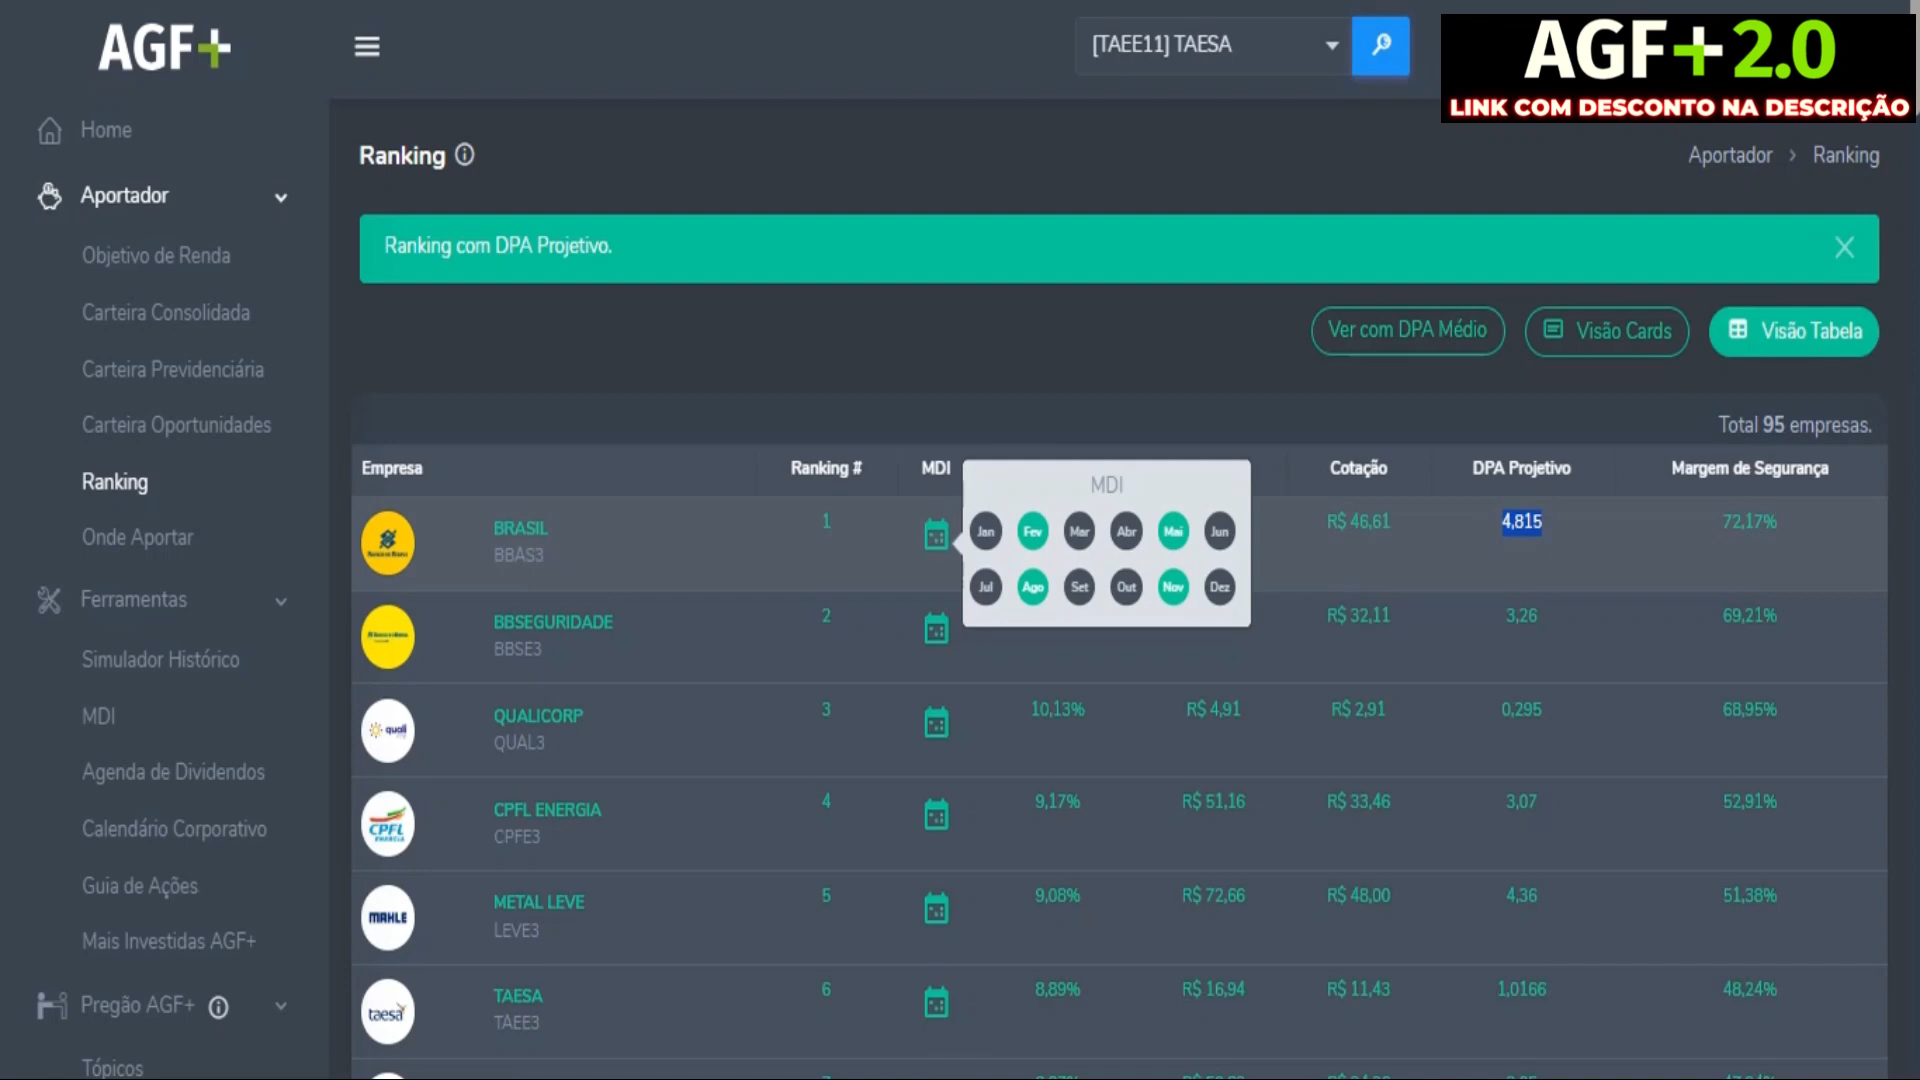 AGF+
[TAEE11] TAESA
AGF+2.0
LINK COM DESCONTO NA DESCRIÇÃO
Home
Aportador
Objetivo de Renda
Carteira Consolidada
Carteira Previdenciária
Carteira Oportunidades
Ranking
Onde Aportar
Ferramentas
Simulador Histórico
MDI
Agenda de Dividendos
Calendário Corporativo
Guia de Ações
Mais Investidas AGF+
Pregão AGF+
Tópicos
Ranking
Aportador > Ranking
Ranking com DPA Projetivo.
Ver com DPA Médio
Visão Cards
Visão Tabela
Total 95 empresas.
Empresa Ranking # MDI Cotação DPA Projetivo Margem de Segurança
MDI
Jan Fev Mar Abr Mai Jun
Jul Ago Set Out Nov Dez
BRASIL 1 R$ 46,61 4,815 72,17%
BBAS3
BBSEGURIDADE 2 R$ 32,11 3,26 69,21%
BBSE3
quali
QUALICORP 3 10,13% R$ 4,91 R$ 2,91 0,295 68,95%
QUAL3
CPFL ENERGIA
CPFL ENERGIA 4 9,17% R$ 51,16 R$ 33,46 3,07 52,91%
CPFE3
MAHLE
METAL LEVE 5 9,08% R$ 72,66 R$ 48,00 4,36 51,38%
LEVE3
taesa
TAESA 6 8,89% R$ 16,94 R$ 11,43 1,0166 48,24%
TAEE3